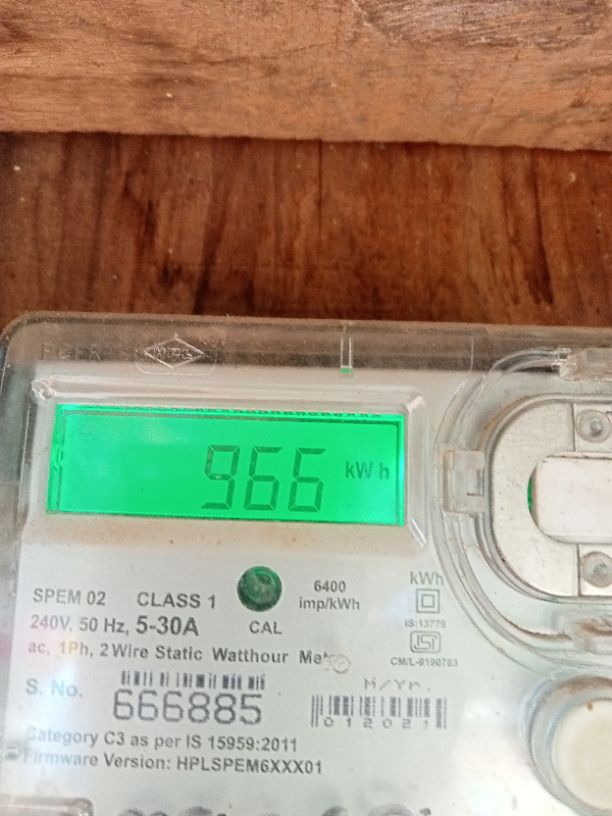 HPL
966 kWh
SPEM 02 CLASS 1
240V, 50 Hz, 5-30A
ac, 1Ph, 2 Wire Static Watthour
CAL
6400
imp/kWh
kWh
IS:13779
ISI
CM/L-9190783
S. No.
666885
M/Yr.
012021
Category C3 as per IS 15959:2011
Firmware Version: HPLSPEM6XXX01